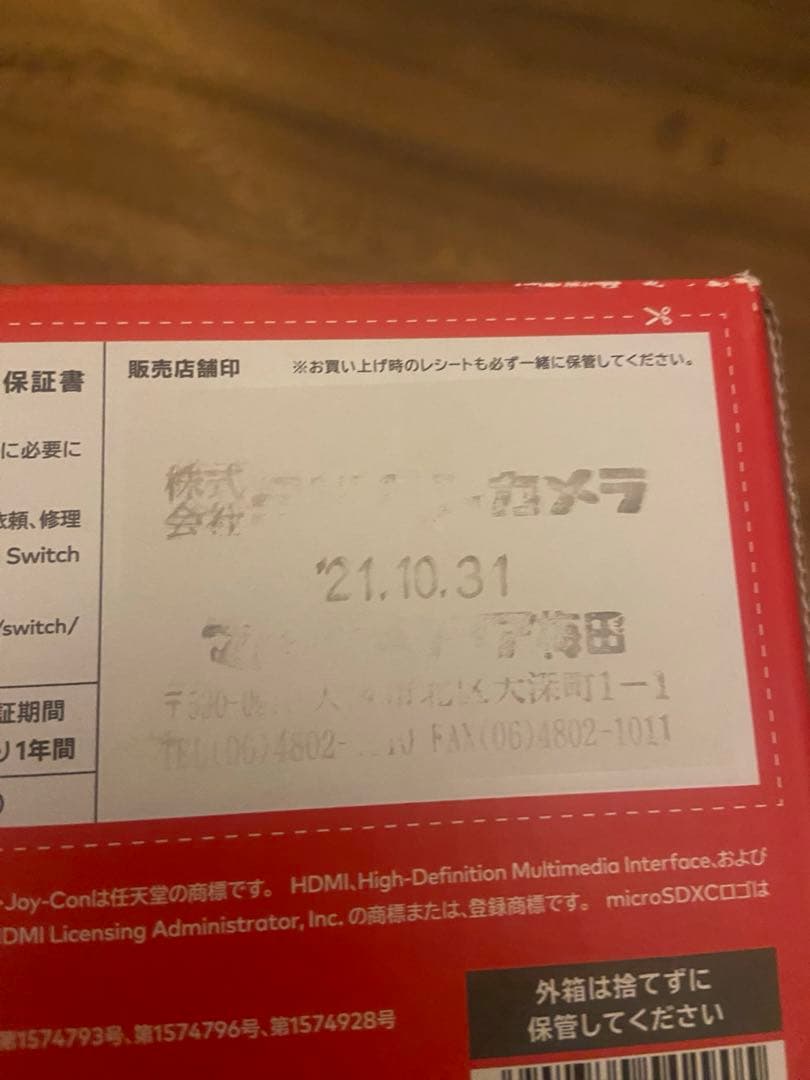 保証書
販売店舗印
※お買い上げ時のレシートも必ず一緒に保管してください。
に必要に
依頼、修理
Switch
/switch/
証期間
り1年間
株式
会社
カメラ
'21.10.31
梅田
北区大深町1-1
TEL(06)4802-
FAX(06)4802-1011
・Joy-Conは任天堂の商標です。 HDMI、High-Definition Multimedia Interface、および
HDMI Licensing Administrator, Inc. の商標または、登録商標です。 microSDXCロゴは
第1574793号、第1574796号、第1574928号
外箱は捨てずに
保管してください